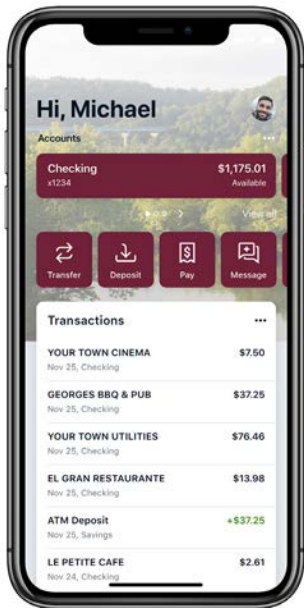 Hi, Michael
Accounts
Checking $1,175.01
x1234 Available
View all
Transfer Deposit Pay Message
Transactions
YOUR TOWN CINEMA $7.50
Nov 25, Checking
GEORGES BBQ & PUB $37.25
Nov 25, Checking
YOUR TOWN UTILITIES $76.46
Nov 25, Checking
EL GRAN RESTAURANTE $13.98
Nov 25, Checking
ATM Deposit +$37.25
Nov 25, Savings
LE PETITE CAFE $2.61
Nov 24, Checking